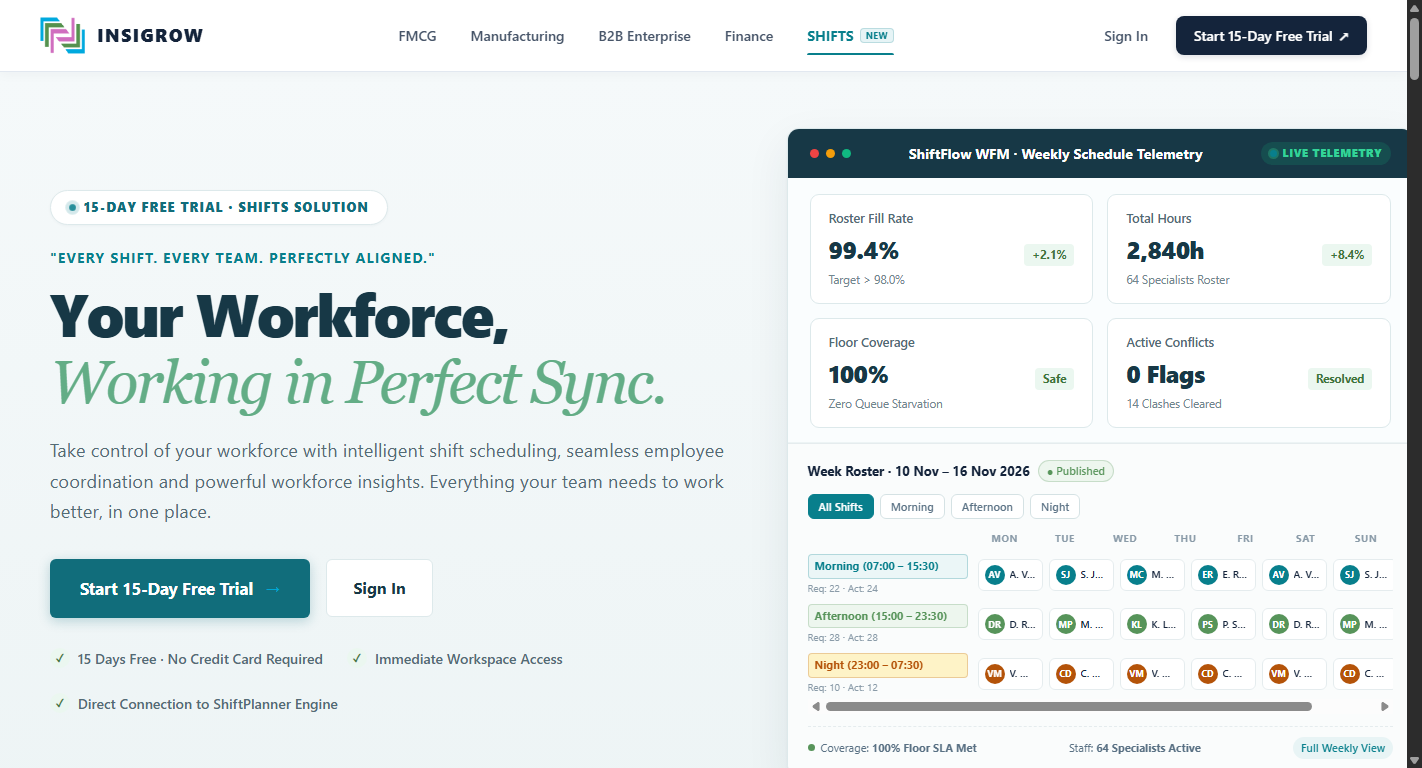 INSIGROW
FMCG
Manufacturing
B2B Enterprise
Finance
SHIFTS NEW
Sign In
Start 15-Day Free Trial ↗
15-DAY FREE TRIAL · SHIFTS SOLUTION
"EVERY SHIFT. EVERY TEAM. PERFECTLY ALIGNED."
Your Workforce,
Working in Perfect Sync.
Take control of your workforce with intelligent shift scheduling, seamless employee
coordination and powerful workforce insights. Everything your team needs to work
better, in one place.
Start 15-Day Free Trial →
Sign In
✓ 15 Days Free · No Credit Card Required
✓ Immediate Workspace Access
✓ Direct Connection to ShiftPlanner Engine
ShiftFlow WFM · Weekly Schedule Telemetry
LIVE TELEMETRY
Roster Fill Rate
99.4%
+2.1%
Target > 98.0%
Total Hours
2,840h
+8.4%
64 Specialists Roster
Floor Coverage
100%
Safe
Zero Queue Starvation
Active Conflicts
0 Flags
Resolved
14 Clashes Cleared
Week Roster · 10 Nov – 16 Nov 2026
● Published
All Shifts
Morning
Afternoon
Night
MON TUE WED THU FRI SAT SUN
Morning (07:00 – 15:30)
Req: 22 · Act: 24
AV A. V... SJ S. J... MC M. ... ER E. R... AV A. V... SJ S. J...
Afternoon (15:00 – 23:30)
Req: 28 · Act: 28
DR D. R... MP M. ... KL K. L... PS P. S... DR D. R... MP M. ...
Night (23:00 – 07:30)
Req: 10 · Act: 12
VM V. ... CD C. ... VM V. ... CD C. ... VM V. ... CD C. ...
Coverage: 100% Floor SLA Met
Staff: 64 Specialists Active
Full Weekly View